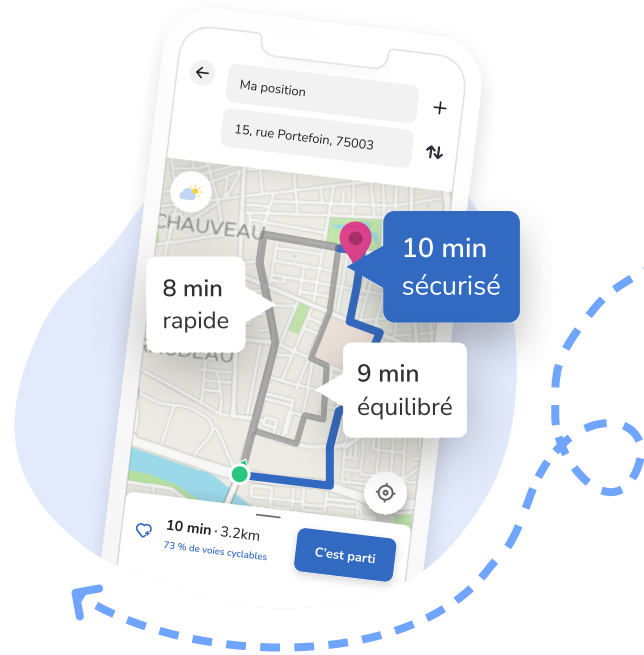 Ma position
15, rue Portefoin, 75003
CHAUVEAU
10 min
sécurisé
8 min
rapide
9 min
équilibré
10 min · 3.2km
73 % de voies cyclables
C'est parti